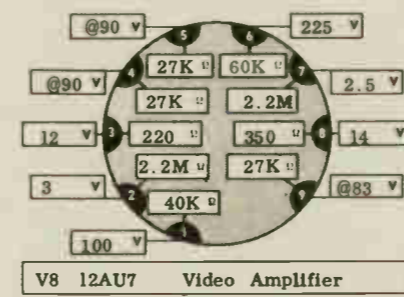 @90 V 225
5 6
@90 V 27K Ω 60K Ω 2.5 V
4 7
27K Ω 2.2M
12 V 3 220 Ω 350 Ω 8 14 V
3 V 2.2M Ω 27K Ω @83 V
2 9
40K Ω
1
100 V
V8 12AU7 Video Amplifier